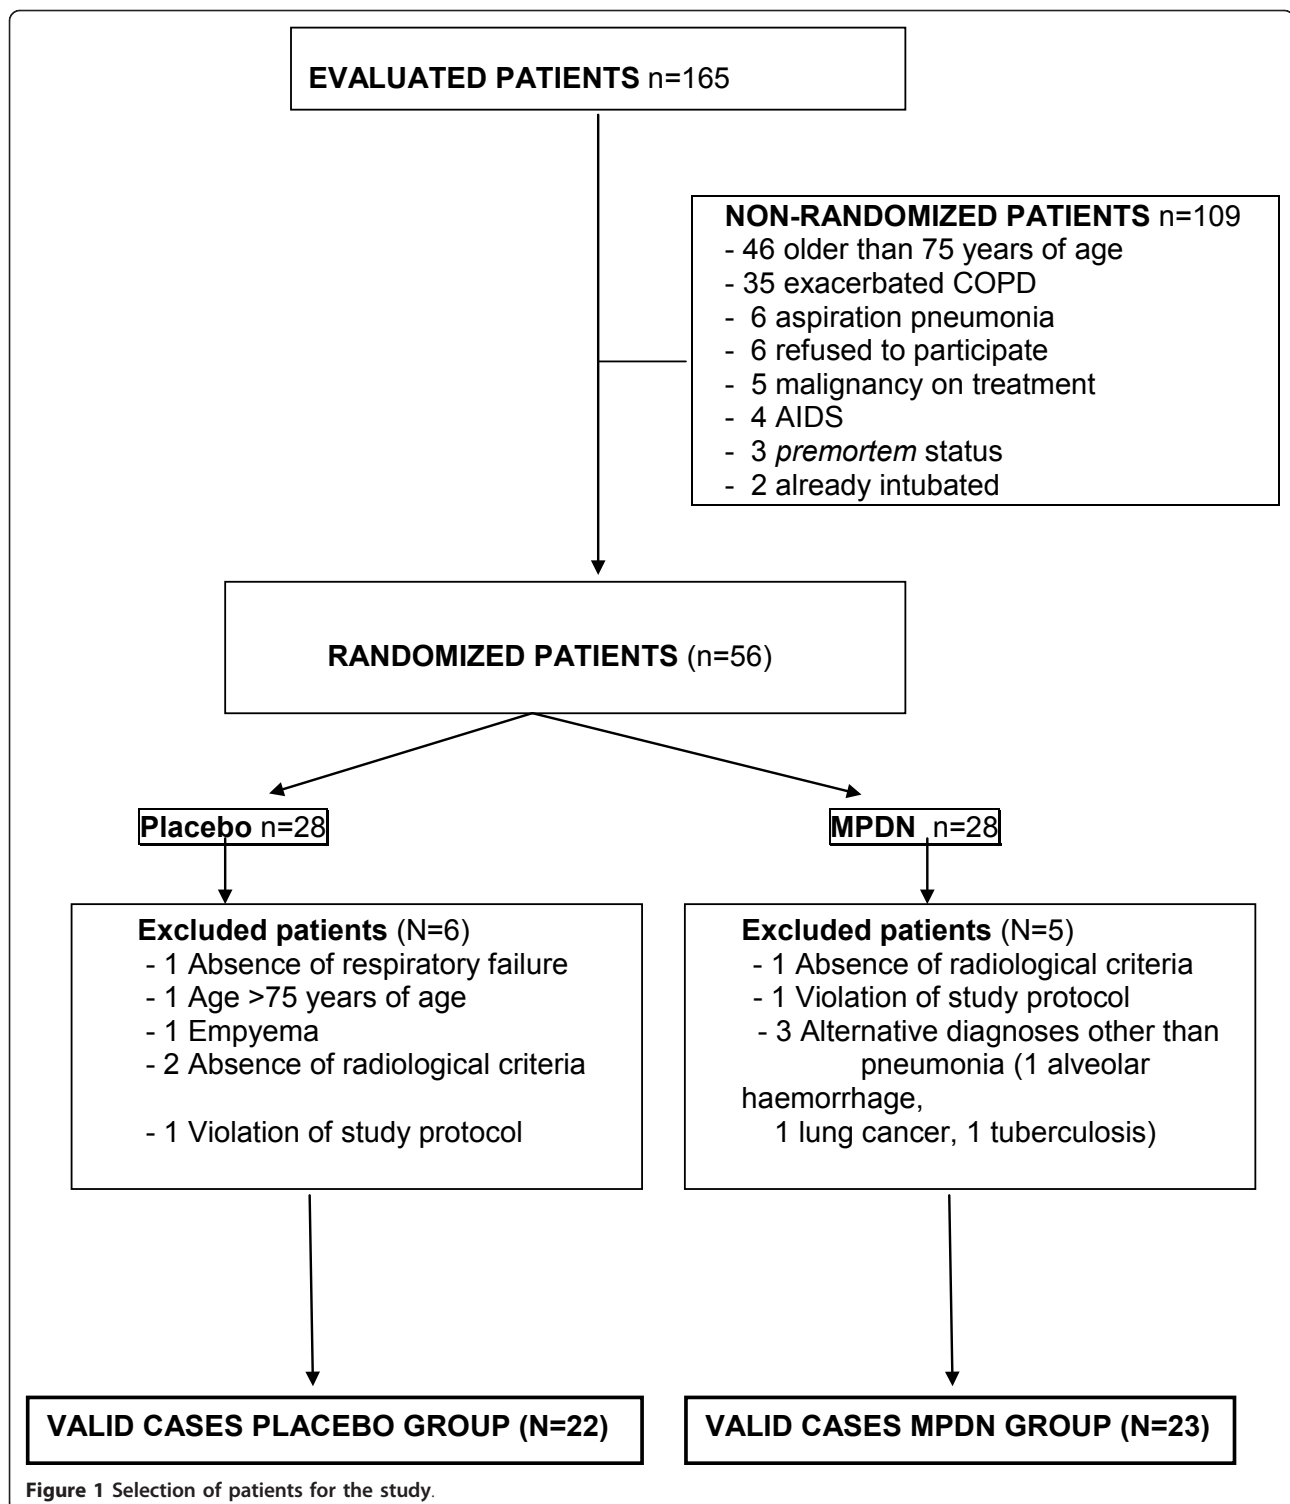 EVALUATED PATIENTS n=165
NON-RANDOMIZED PATIENTS n=109
- 46 older than 75 years of age
- 35 exacerbated COPD
- 6 aspiration pneumonia
- 6 refused to participate
- 5 malignancy on treatment
- 4 AIDS
- 3 premortem status
- 2 already intubated
RANDOMIZED PATIENTS (n=56)
Placebo n=28
MPDN n=28
Excluded patients (N=6)
- 1 Absence of respiratory failure
- 1 Age >75 years of age
- 1 Empyema
- 2 Absence of radiological criteria
- 1 Violation of study protocol
Excluded patients (N=5)
- 1 Absence of radiological criteria
- 1 Violation of study protocol
- 3 Alternative diagnoses other than
pneumonia (1 alveolar
haemorrhage,
1 lung cancer, 1 tuberculosis)
VALID CASES PLACEBO GROUP (N=22)
VALID CASES MPDN GROUP (N=23)
Figure 1 Selection of patients for the study.